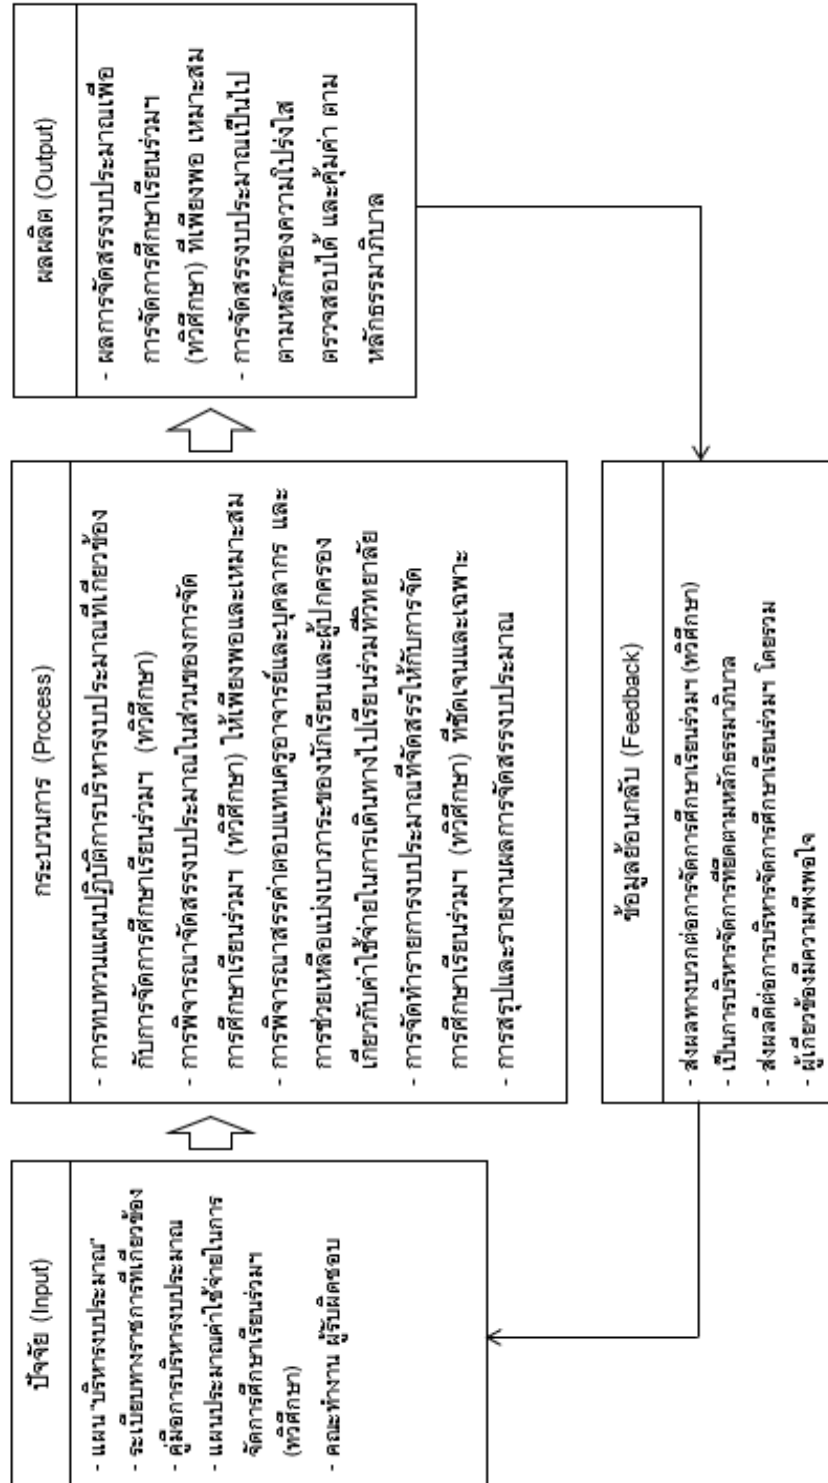 ปัจจัย (Input)
- แผน "บริหารงบประมาณ"
- ระเบียบทางราชการที่เกี่ยวข้อง
- คู่มือการบริหารงบประมาณ
- แผนประมาณค่าใช้จ่ายในการ
จัดการศึกษาเรียนร่วมฯ
(ทวิศึกษา)
- คณะทำงาน ผู้รับผิดชอบ
กระบวนการ (Process)
- การทบทวนแผนปฏิบัติการบริหารงบประมาณที่เกี่ยวข้อง
กับการจัดการศึกษาเรียนร่วมฯ (ทวิศึกษา)
- การพิจารณาจัดสรรงบประมาณในส่วนของการจัด
การศึกษาเรียนร่วมฯ (ทวิศึกษา) ให้เพียงพอและเหมาะสม
- การพิจารณาสรรค่าตอบแทนครูอาจารย์และบุคลากร และ
การช่วยเหลือแบ่งเบาภาระของนักเรียนและผู้ปกครอง
เกี่ยวกับค่าใช้จ่ายในการเดินทางไปเรียนร่วมที่วิทยาลัย
- การจัดทำรายการงบประมาณที่จัดสรรให้กับการจัด
การศึกษาเรียนร่วมฯ (ทวิศึกษา) ที่ชัดเจนและเฉพาะ
- การสรุปและรายงานผลการจัดสรรงบประมาณ
ผลผลิต (Output)
- ผลการจัดสรรงบประมาณเพื่อ
การจัดการศึกษาเรียนร่วมฯ
(ทวิศึกษา) ที่เพียงพอ เหมาะสม
- การจัดสรรงบประมาณเป็นไป
ตามหลักของความโปร่งใส
ตรวจสอบได้ และคุ้มค่า ตาม
หลักธรรมาภิบาล
ข้อมูลย้อนกลับ (Feedback)
- ส่งผลทางบวกต่อการจัดการศึกษาเรียนร่วมฯ (ทวิศึกษา)
- เป็นการบริหารจัดการที่ยึดตามหลักธรรมาภิบาล
- ส่งผลดีต่อการบริหารจัดการศึกษาเรียนร่วมฯ โดยรวม
- ผู้เกี่ยวข้องมีความพึงพอใจ